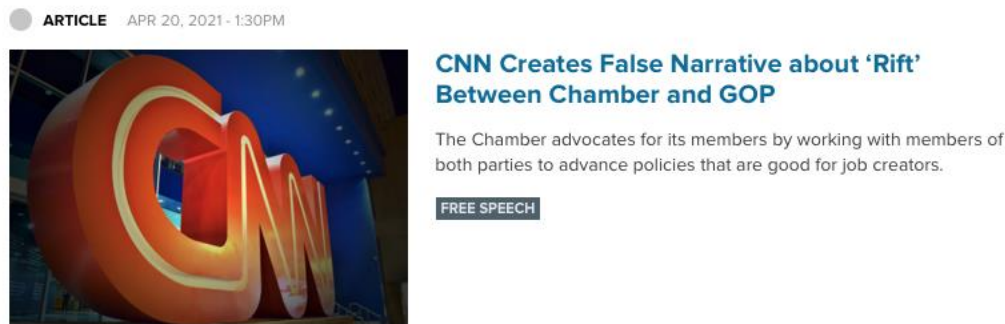 ARTICLE APR 20, 2021 - 1:30PM
CNN
CNN Creates False Narrative about ‘Rift’
Between Chamber and GOP
The Chamber advocates for its members by working with members of
both parties to advance policies that are good for job creators.
FREE SPEECH